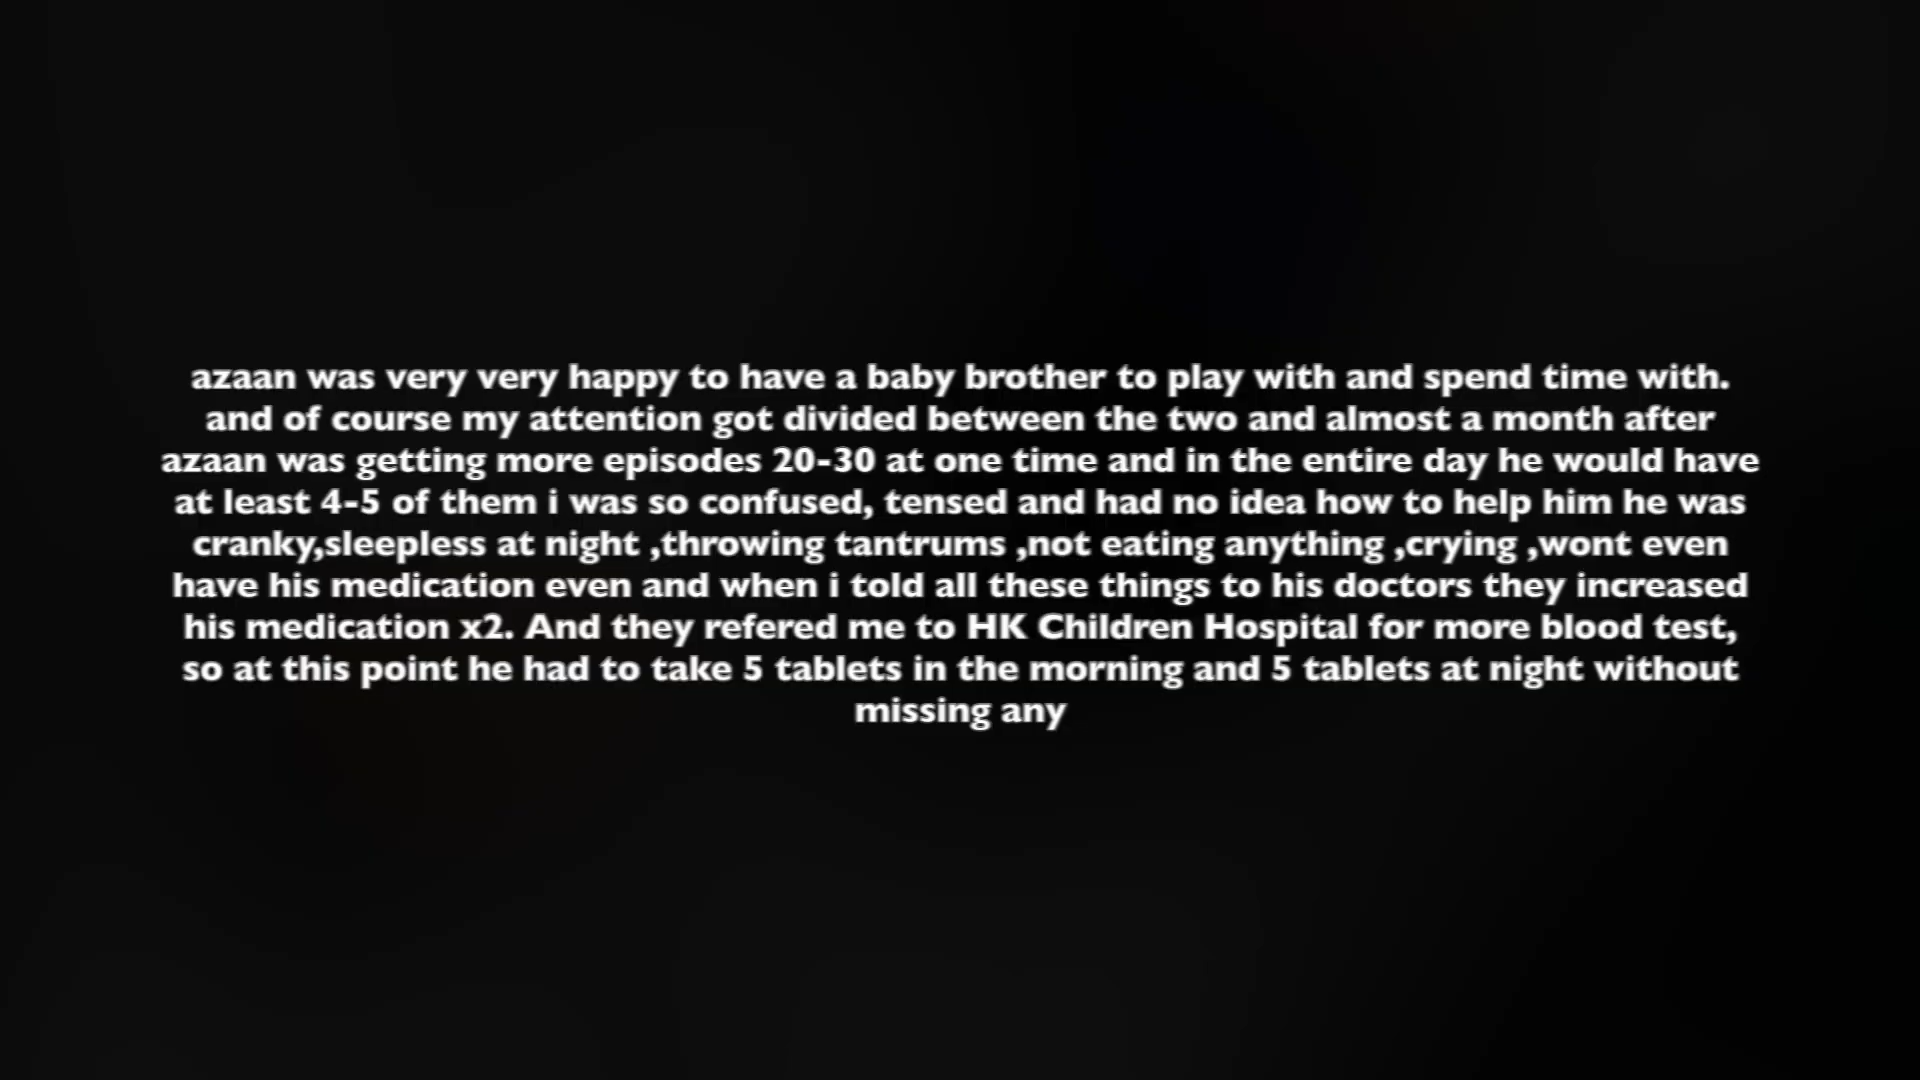 azaan was very very happy to have a baby brother to play with and spend time with.
and of course my attention got divided between the two and almost a month after
azaan was getting more episodes 20-30 at one time and in the entire day he would have
at least 4-5 of them i was so confused, tensed and had no idea how to help him he was
cranky,sleepless at night ,throwing tantrums ,not eating anything ,crying ,wont even
have his medication even and when i told all these things to his doctors they increased
his medication x2. And they refered me to HK Children Hospital for more blood test,
so at this point he had to take 5 tablets in the morning and 5 tablets at night without
missing any